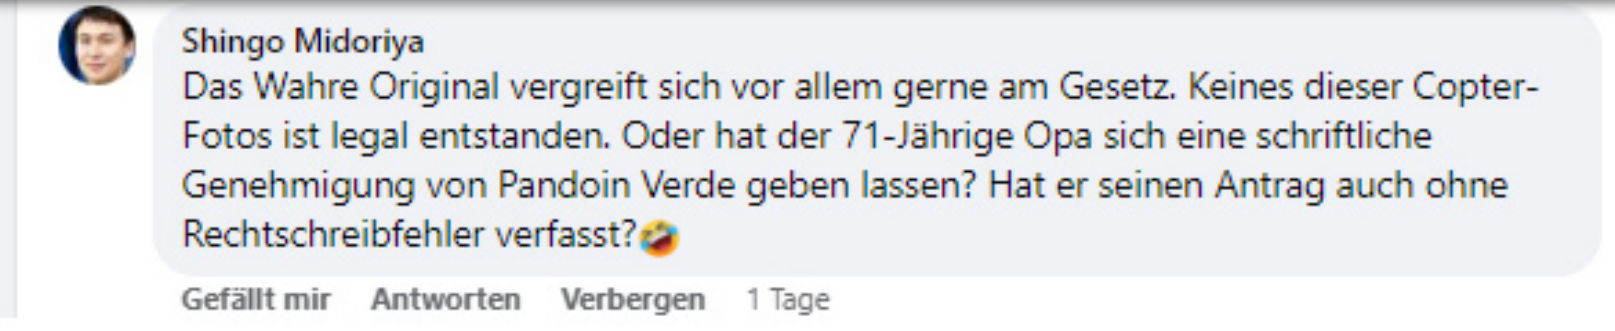 Shingo Midoriya
Das Wahre Original vergreift sich vor allem gerne am Gesetz. Keines dieser Copter-
Fotos ist legal entstanden. Oder hat der 71-Jährige Opa sich eine schriftliche
Genehmigung von Pandoin Verde geben lassen? Hat er seinen Antrag auch ohne
Rechtschreibfehler verfasst?🤣
Gefällt mir Antworten Verbergen 1 Tage